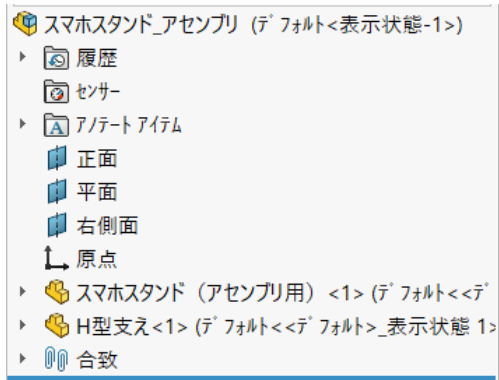 スマホスタンド_アセンブリ (ﾃﾞﾌｫﾙﾄ<表示状態-1>)
履歴
ｾﾝｻｰ
ｱﾉﾃｰﾄ ｱｲﾃﾑ
正面
平面
右側面
原点
スマホスタンド（アセンブリ用）<1> (ﾃﾞﾌｫﾙﾄ<<ﾃﾞ
H型支え<1> (ﾃﾞﾌｫﾙﾄ<<ﾃﾞﾌｫﾙﾄ>_表示状態 1>
合致